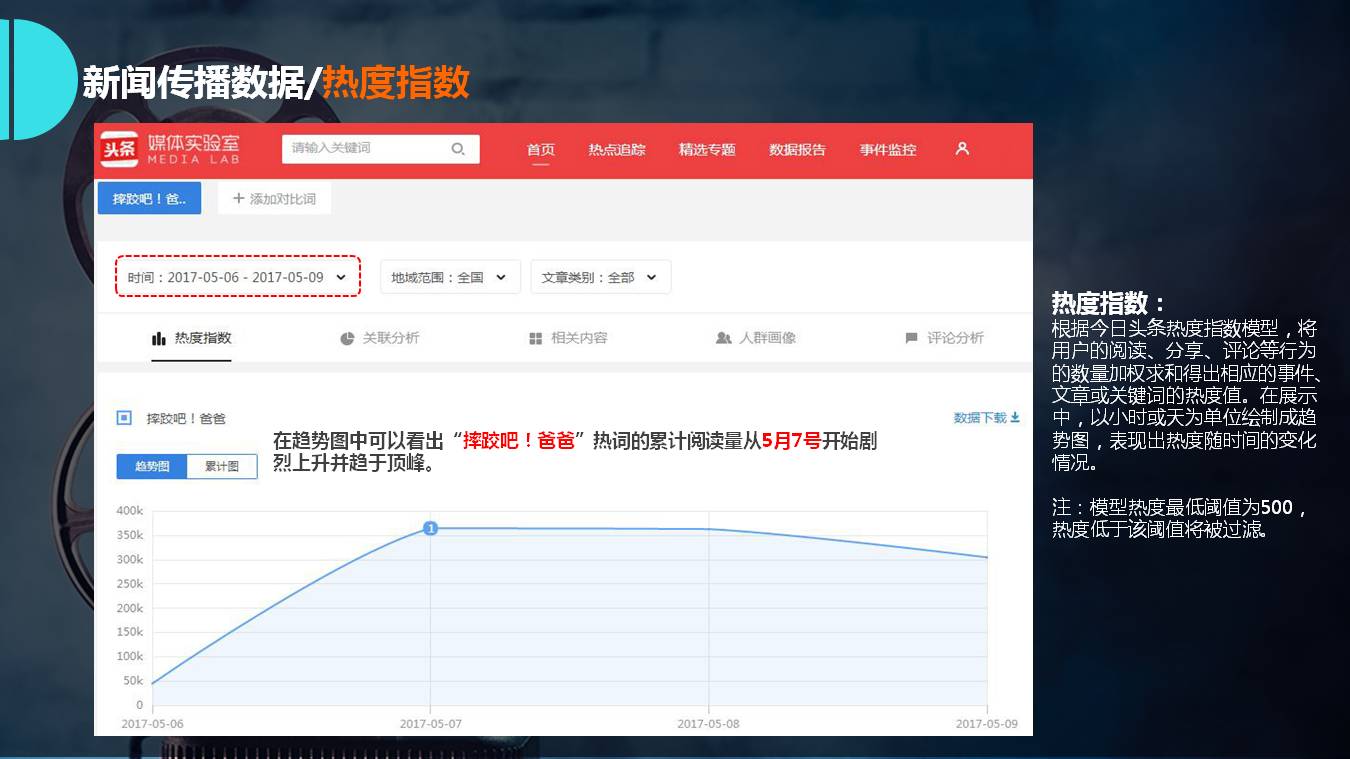 新闻传播数据/热度指数
头条 媒体实验室
MEDIA LAB
请输入关键词
首页 热点追踪 精选专题 数据报告 事件监控
摔跤吧！爸.. + 添加对比词
时间：2017-05-06 - 2017-05-09 地域范围：全国 文章类别：全部
热度指数 关联分析 相关内容 人群画像 评论分析
摔跤吧！爸爸 数据下载
在趋势图中可以看出“摔跤吧！爸爸”热词的累计阅读量从5月7号开始剧
烈上升并趋于顶峰。
趋势图 累计图
400k
350k
300k
250k
200k
150k
100k
50k
0
1
2017-05-06 2017-05-07 2017-05-08 2017-05-09
热度指数：
根据今日头条热度指数模型，将
用户的阅读、分享、评论等行为
的数量加权求和得出相应的事件、
文章或关键词的热度值。在展示
中，以小时或天为单位绘制成趋
势图，表现出热度随时间的变化
情况。
注：模型热度最低阈值为500，
热度低于该阈值将被过滤。